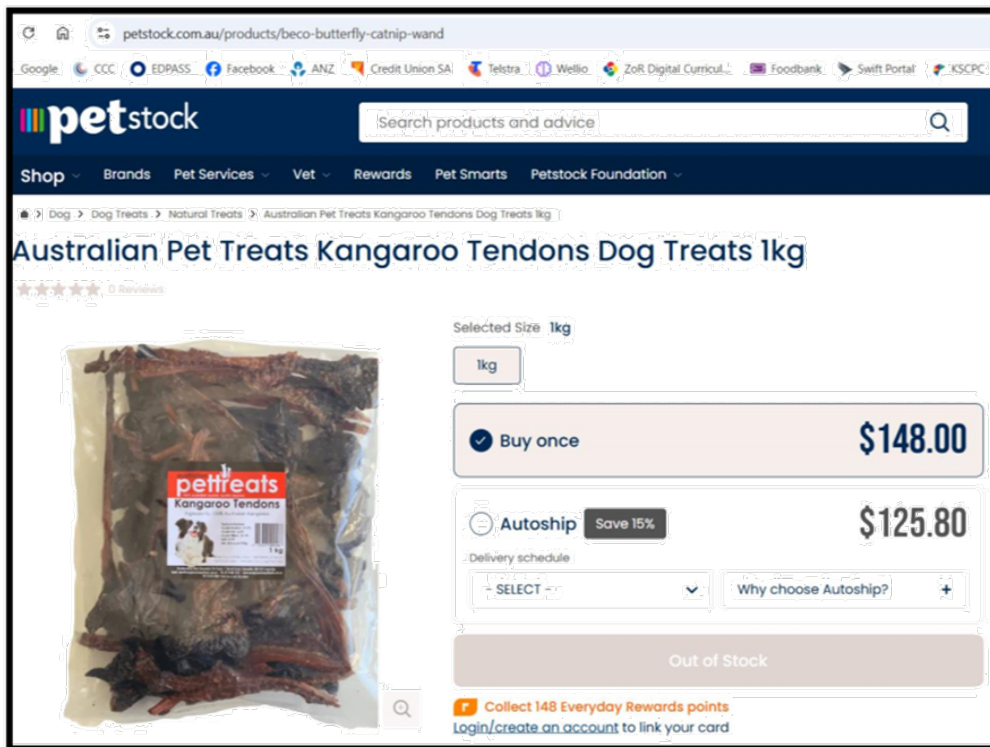 petstock.com.au/products/beco-butterfly-catnip-wand
Google CCC EDPASS Facebook ANZ Credit Union SA Telstra Wellio ZoR Digital Curricul... Foodbank Swift Portal KSCPC
petstock
Search products and advice
Shop Brands Pet Services Vet Rewards Pet Smarts Petstock Foundation
> Dog > Dog Treats > Natural Treats > Australian Pet Treats Kangaroo Tendons Dog Treats 1kg
Australian Pet Treats Kangaroo Tendons Dog Treats 1kg
0 Reviews
Selected Size 1kg
1kg
Buy once $148.00
Autoship Save 15% $125.80
Delivery schedule
- SELECT - Why choose Autoship? +
Out of Stock
Collect 148 Everyday Rewards points
Login/create an account to link your card
pettreats
Kangaroo Tendons
1 kg